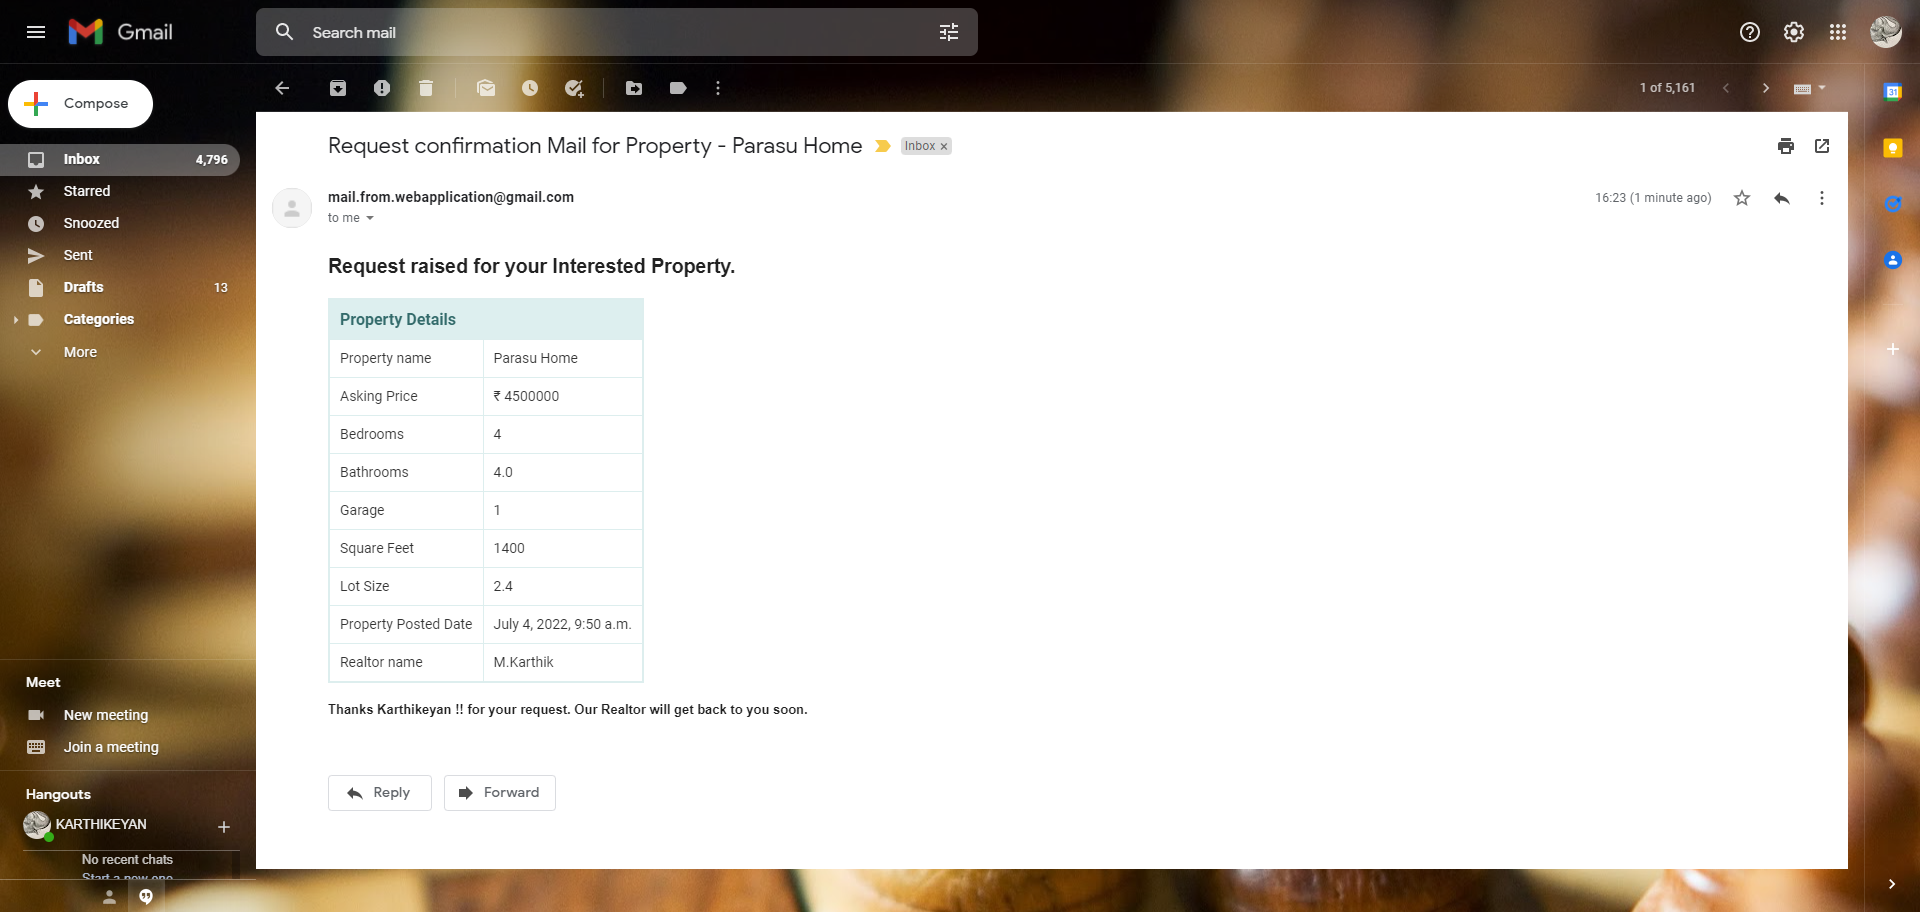 Gmail
Search mail
Compose
1 of 5,161
31
Inbox 4,796
Starred
Snoozed
Sent
Drafts 13
Categories
More
Meet
New meeting
Join a meeting
Hangouts
KARTHIKEYAN
No recent chats
Start a new one
Request confirmation Mail for Property - Parasu Home Inbox x
mail.from.webapplication@gmail.com 16:23 (1 minute ago)
to me
Request raised for your Interested Property.
Property Details
Property name Parasu Home
Asking Price ₹ 4500000
Bedrooms 4
Bathrooms 4.0
Garage 1
Square Feet 1400
Lot Size 2.4
Property Posted Date July 4, 2022, 9:50 a.m.
Realtor name M.Karthik
Thanks Karthikeyan !! for your request. Our Realtor will get back to you soon.
Reply Forward